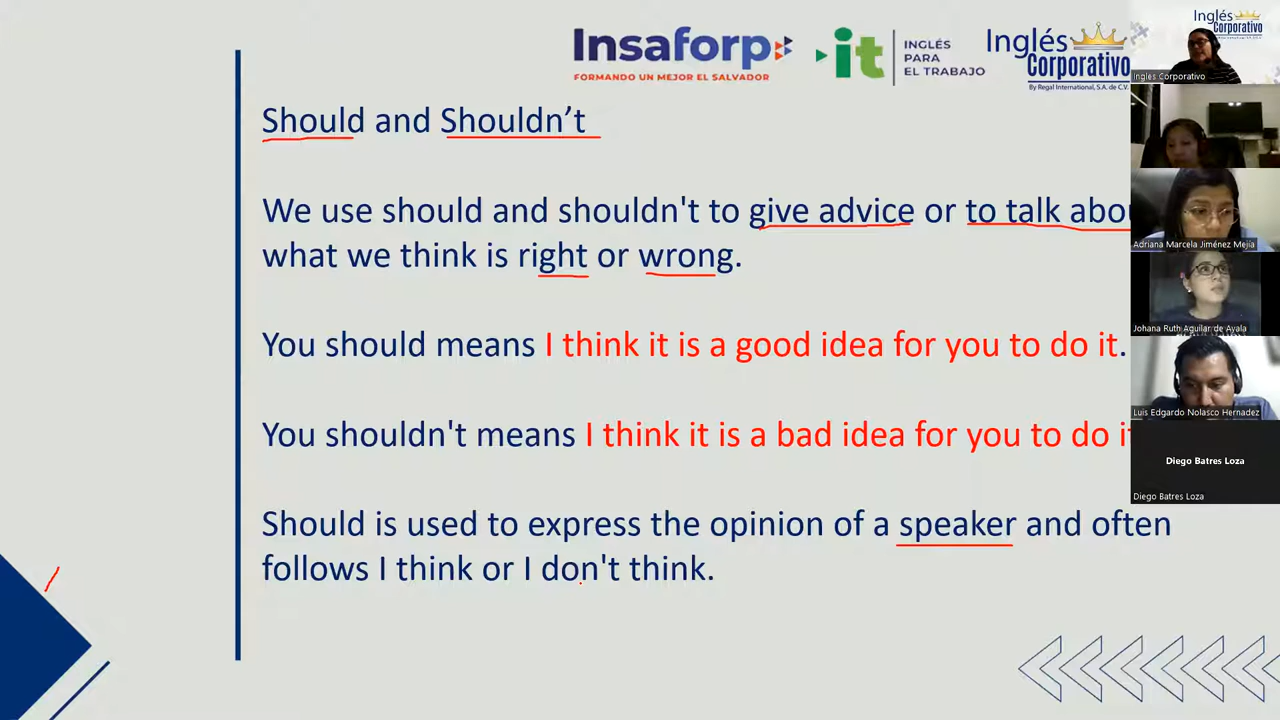 Insaforp
FORMANDO UN MEJOR EL SALVADOR
it
INGLÉS
PARA
EL TRABAJO
Inglés
Corporativo
By Regal International, S.A. de C.V.
Should and Shouldn’t
We use should and shouldn't to give advice or to talk abou
what we think is right or wrong.
You should means I think it is a good idea for you to do it.
You shouldn't means I think it is a bad idea for you to do it
Should is used to express the opinion of a speaker and often
follows I think or I don't think.
Inglés
Corporativo
Inglés Corporativo
Adriana Marcela Jiménez Mejía
Johana Ruth Aguilar de Ayala
Luis Edgardo Nolasco Hernadez
Diego Batres Loza
Diego Batres Loza